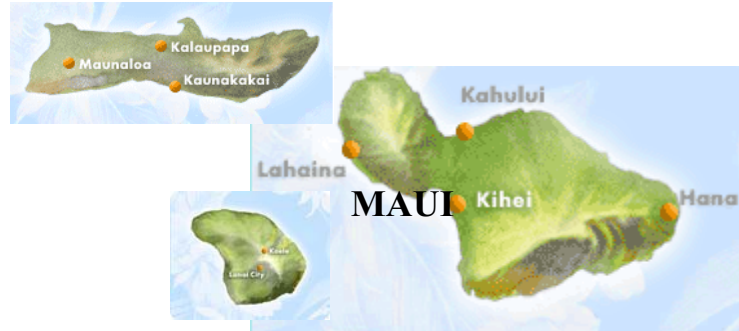 Kalaupapa
Maunaloa
Kaunakakai
Kahului
Lahaina
MAUI
Kihei
Hana
Koele
Lanai City